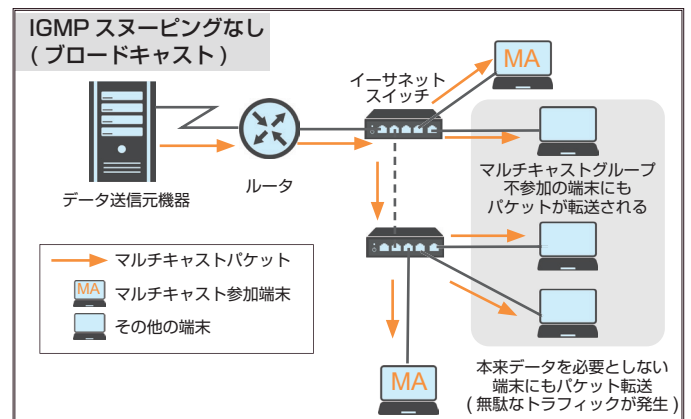 IGMP スヌーピングなし
( ブロードキャスト )
MA
イーサネット
スイッチ
データ送信元機器
ルータ
マルチキャストグループ
不参加の端末にも
パケットが転送される
マルチキャストパケット
MA
マルチキャスト参加端末
その他の端末
MA
本来データを必要としない
端末にもパケット転送
( 無駄なトラフィックが発生 )